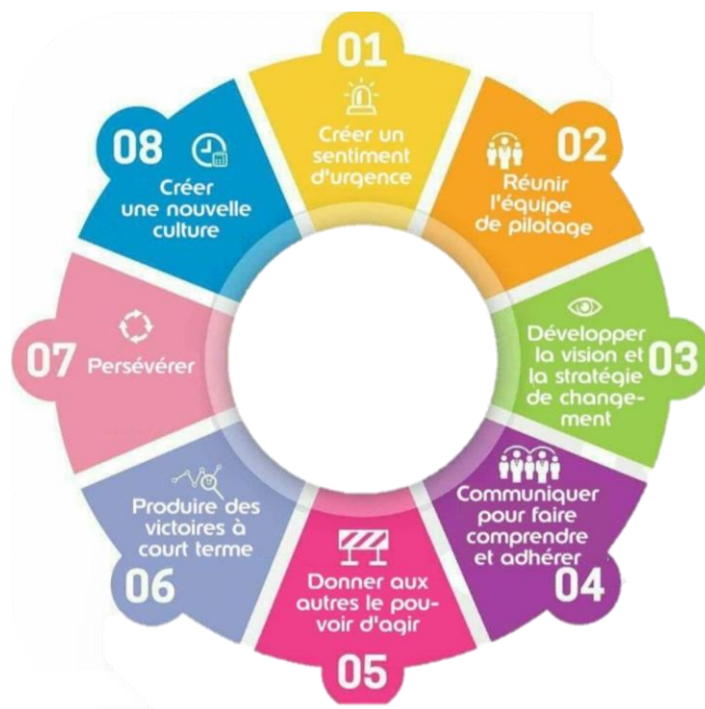 01
Créer un
sentiment
d'urgence
02
Réunir
l'équipe
de pilotage
03
Développer
la vision et
la stratégie
de change-
ment
04
Communiquer
pour faire
comprendre
et adhérer
05
Donner aux
autres le pou-
voir d'agir
06
Produire des
victoires à
court terme
07
Persévérer
08
Créer
une nouvelle
culture